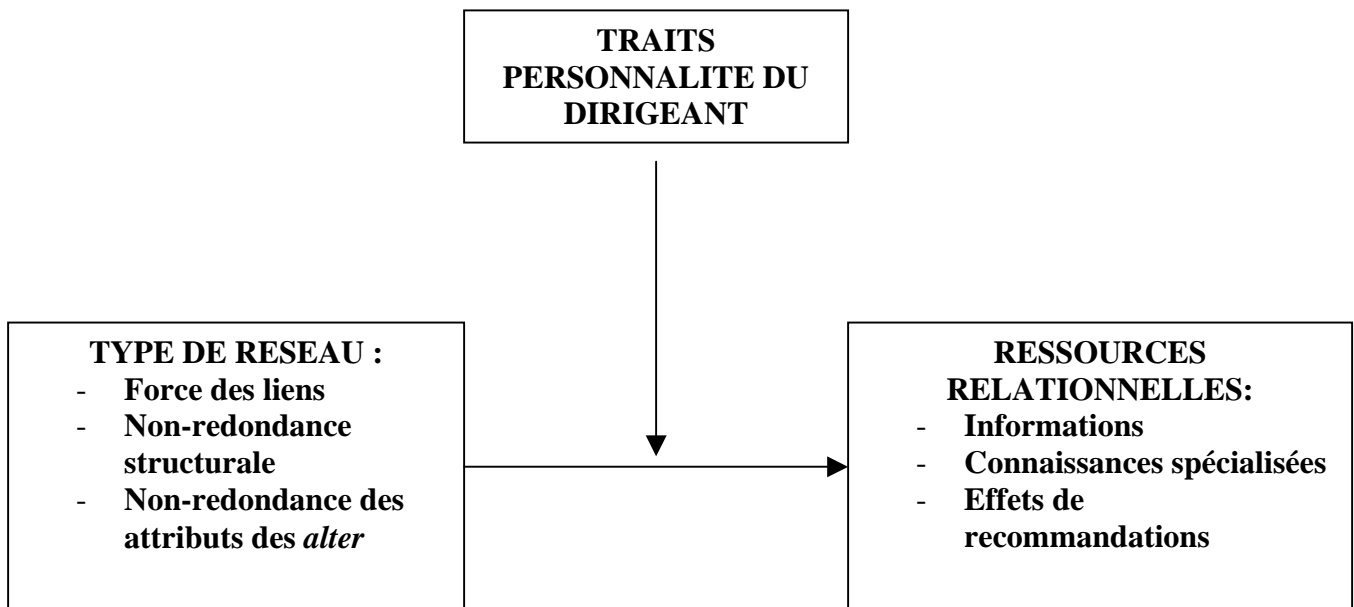 TRAITS
PERSONNALITE DU
DIRIGEANT
TYPE DE RESEAU :
- Force des liens
- Non-redondance
structurale
- Non-redondance des
attributs des alter
RESSOURCES
RELATIONNELLES:
- Informations
- Connaissances spécialisées
- Effets de
recommandations